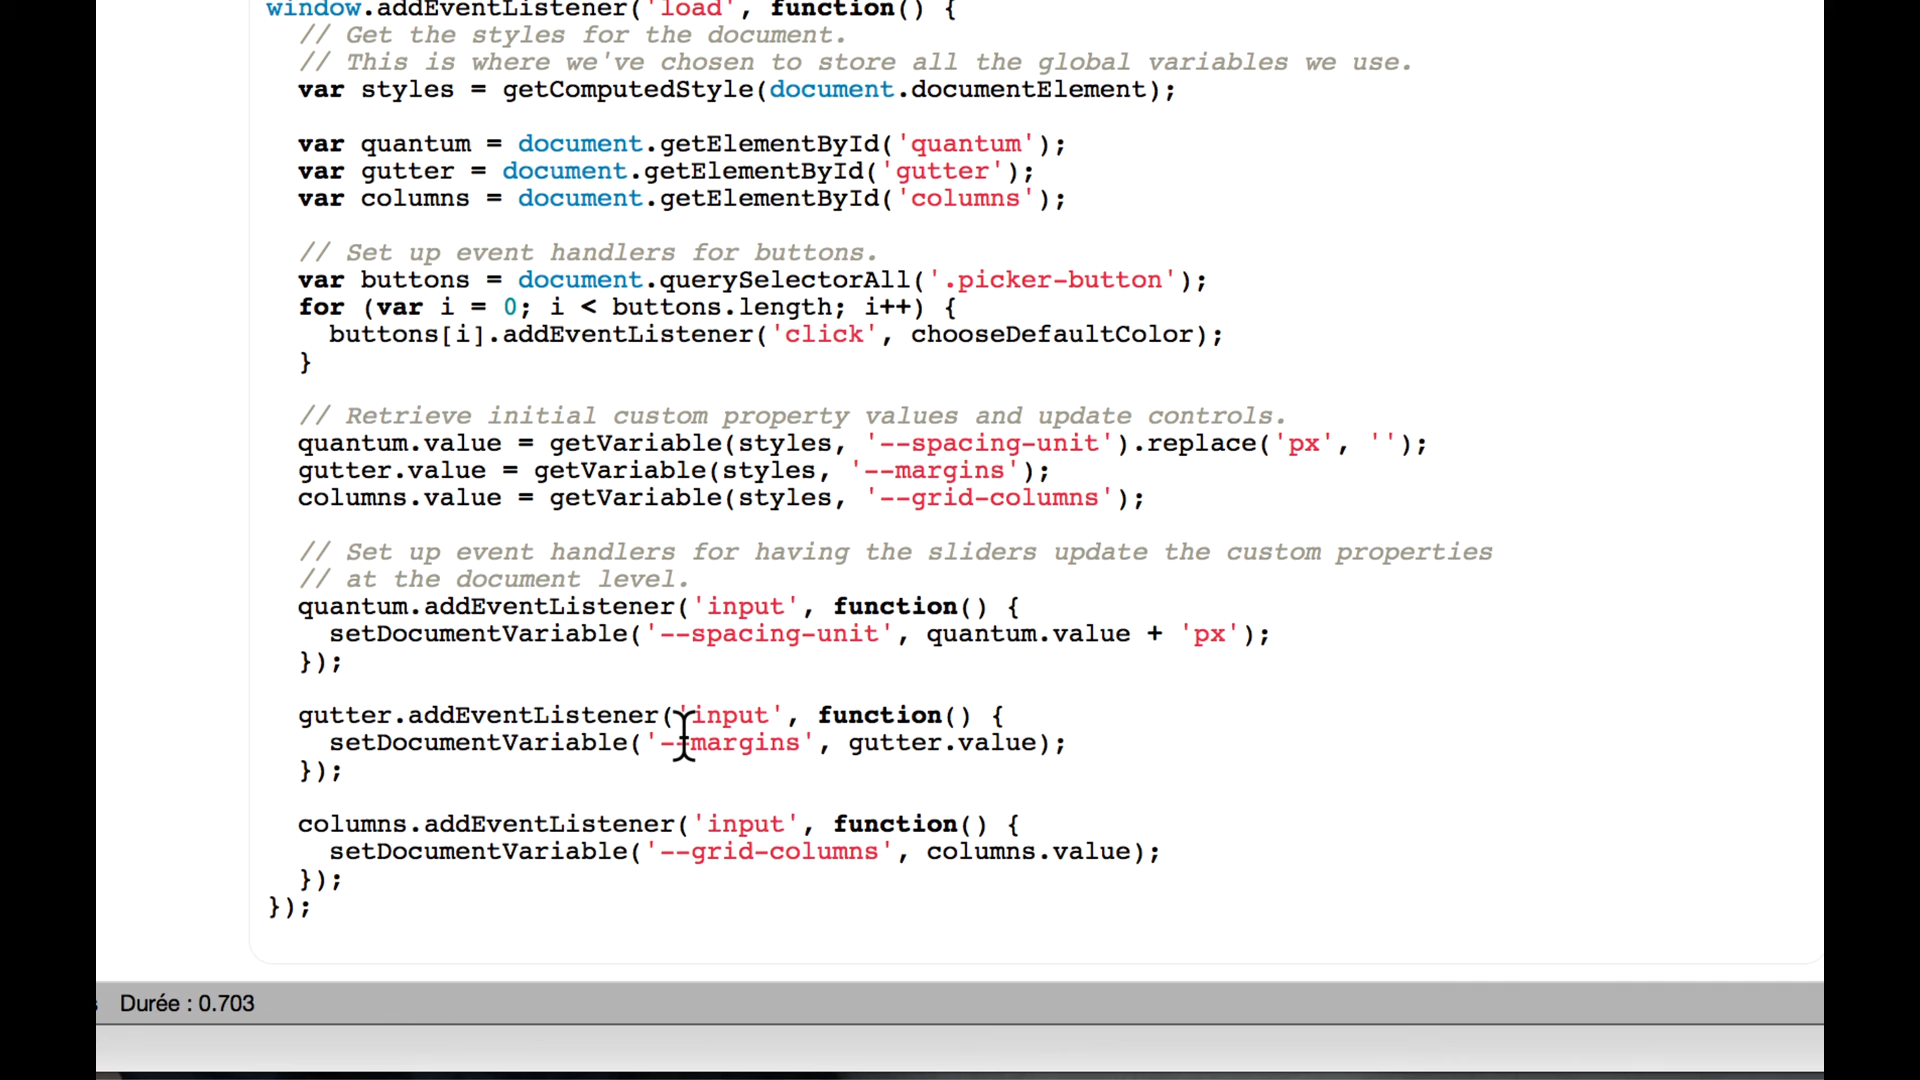 window.addEventListener('load', function() {
// Get the styles for the document.
// This is where we've chosen to store all the global variables we use.
var styles = getComputedStyle(document.documentElement);
var quantum = document.getElementById('quantum');
var gutter = document.getElementById('gutter');
var columns = document.getElementById('columns');
// Set up event handlers for buttons.
var buttons = document.querySelectorAll('.picker-button');
for (var i = 0; i < buttons.length; i++) {
buttons[i].addEventListener('click', chooseDefaultColor);
}
// Retrieve initial custom property values and update controls.
quantum.value = getVariable(styles, '--spacing-unit').replace('px', '');
gutter.value = getVariable(styles, '--margins');
columns.value = getVariable(styles, '--grid-columns');
// Set up event handlers for having the sliders update the custom properties
// at the document level.
quantum.addEventListener('input', function() {
setDocumentVariable('--spacing-unit', quantum.value + 'px');
});
gutter.addEventListener('input', function() {
setDocumentVariable('--margins', gutter.value);
});
columns.addEventListener('input', function() {
setDocumentVariable('--grid-columns', columns.value);
});
});
Durée : 0.703